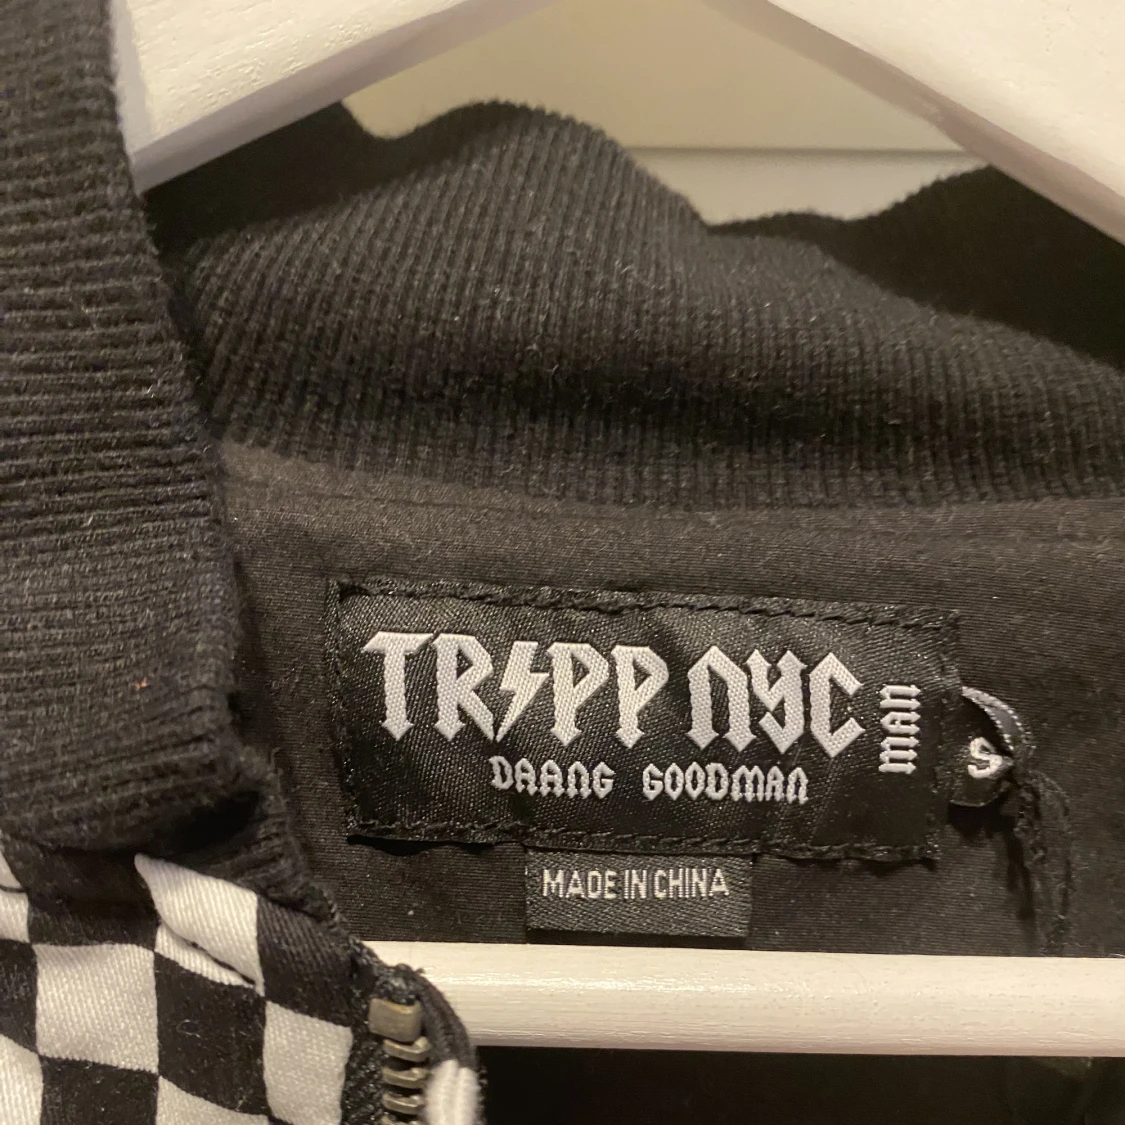 TRIPP NYC
MAN
DAANG GOODMAN
S
MADE IN CHINA